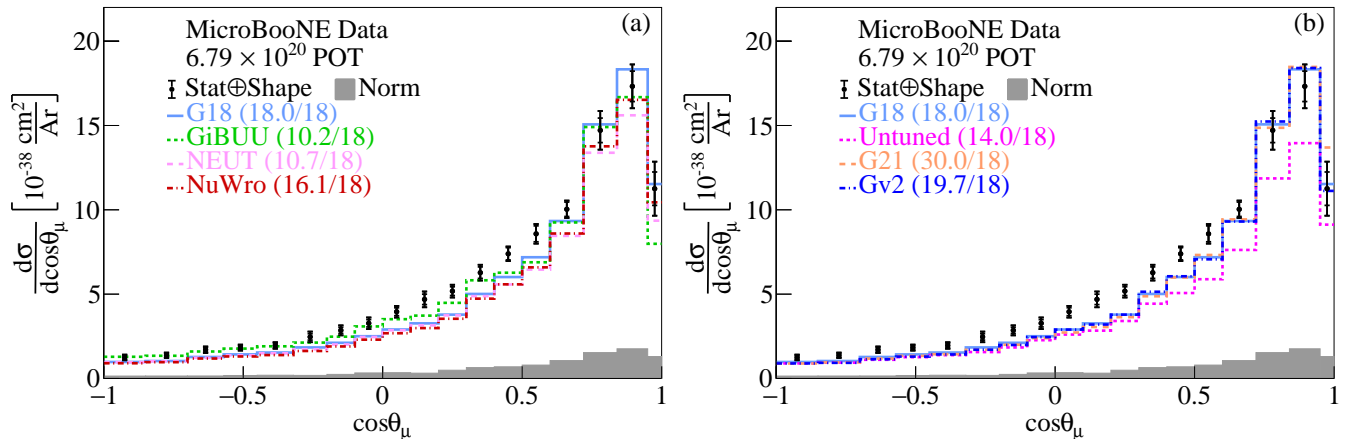 (a)
MicroBooNE Data
6.79 × 10²⁰ POT
Stat⊕Shape Norm
G18 (18.0/18)
GiBUU (10.2/18)
NEUT (10.7/18)
NuWro (16.1/18)
20
15
10
5
0
dσ/dcosθμ [10⁻³⁸ cm²/Ar]
−1 −0.5 0 0.5 1
cosθμ
(b)
MicroBooNE Data
6.79 × 10²⁰ POT
Stat⊕Shape Norm
G18 (18.0/18)
Untuned (14.0/18)
G21 (30.0/18)
Gv2 (19.7/18)
20
15
10
5
0
dσ/dcosθμ [10⁻³⁸ cm²/Ar]
−1 −0.5 0 0.5 1
cosθμ